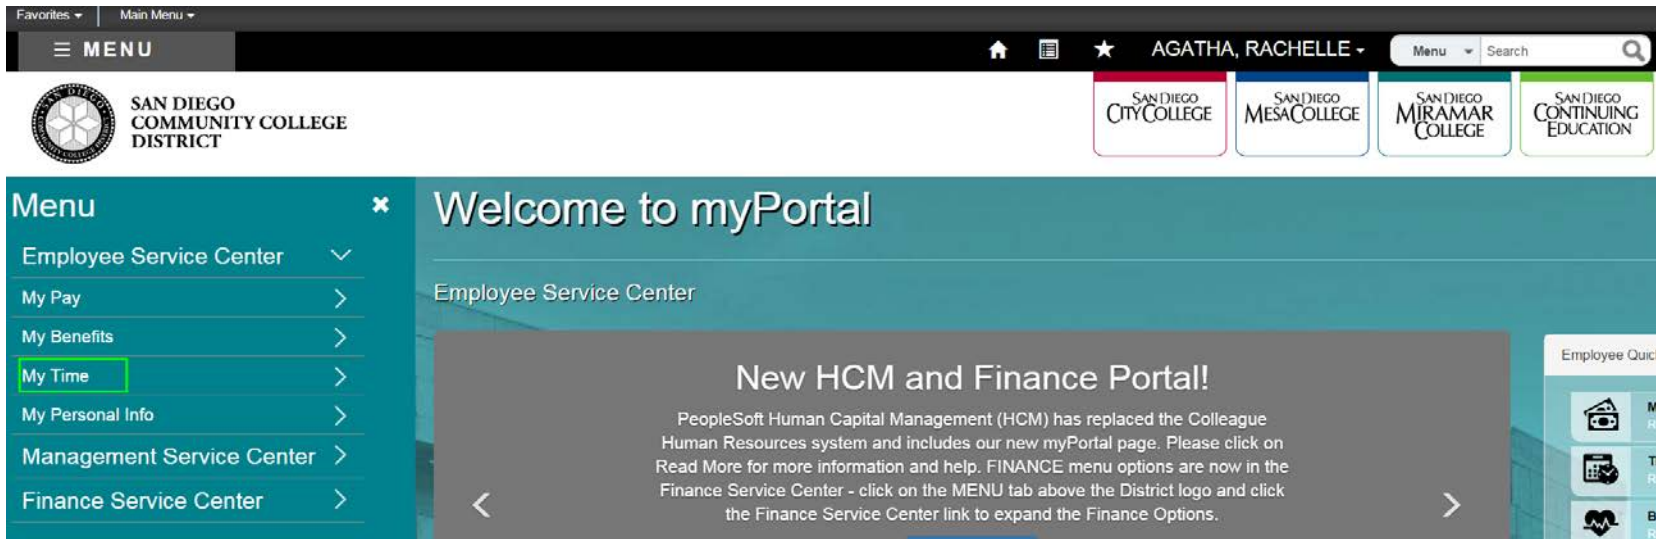 Favorites Main Menu
MENU
AGATHA, RACHELLE
Menu Search
SAN DIEGO
COMMUNITY COLLEGE
DISTRICT
SAN DIEGO
CITY COLLEGE
SAN DIEGO
MESA COLLEGE
SAN DIEGO
MIRAMAR
COLLEGE
SAN DIEGO
CONTINUING
EDUCATION
Menu
Employee Service Center
My Pay
My Benefits
My Time
My Personal Info
Management Service Center
Finance Service Center
Welcome to myPortal
Employee Service Center
New HCM and Finance Portal!
PeopleSoft Human Capital Management (HCM) has replaced the Colleague
Human Resources system and includes our new myPortal page. Please click on
Read More for more information and help. FINANCE menu options are now in the
Finance Service Center - click on the MENU tab above the District logo and click
the Finance Service Center link to expand the Finance Options.
Employee